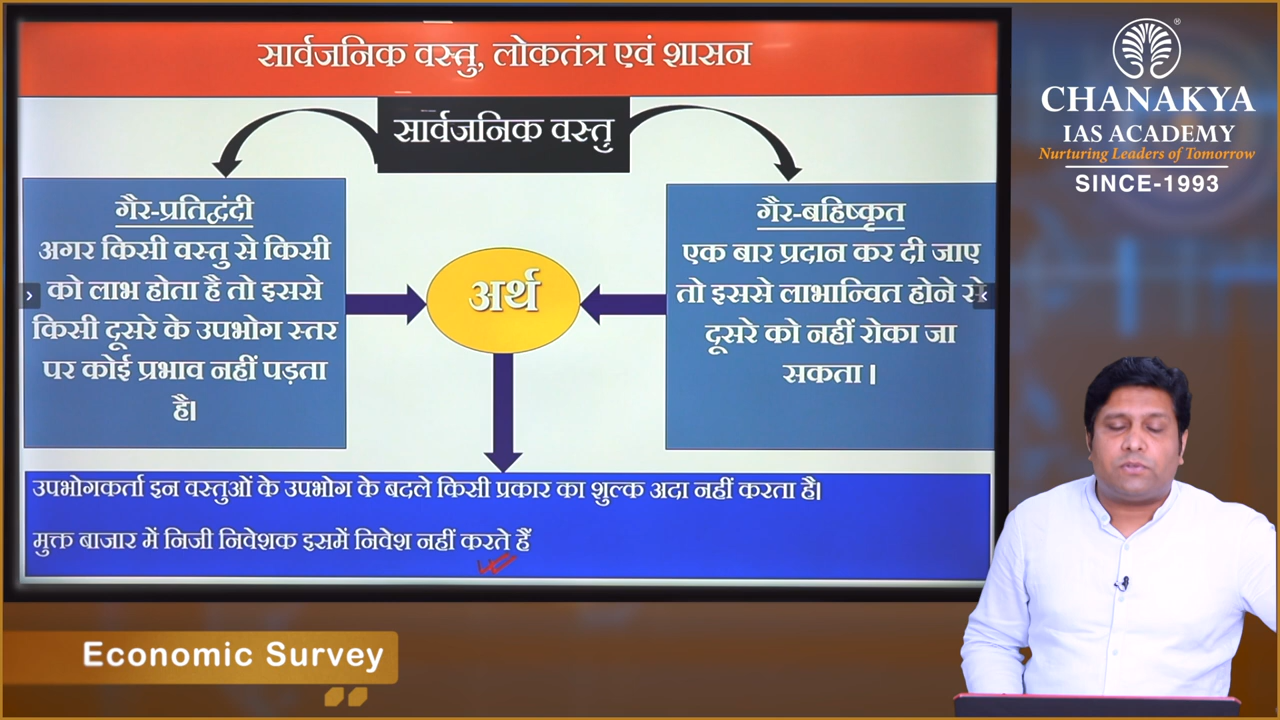 सार्वजनिक वस्तु, लोकतंत्र एवं शासन
सार्वजनिक वस्तु
गैर-प्रतिद्वंदी
अगर किसी वस्तु से किसी
को लाभ होता है तो इससे
किसी दूसरे के उपभोग स्तर
पर कोई प्रभाव नहीं पड़ता
है।
अर्थ
गैर-बहिष्कृत
एक बार प्रदान कर दी जाए
तो इससे लाभान्वित होने से
दूसरे को नहीं रोका जा
सकता।
उपभोगकर्ता इन वस्तुओं के उपभोग के बदले किसी प्रकार का शुल्क अदा नहीं करता है।
मुक्त बाजार में निजी निवेशक इसमें निवेश नहीं करते हैं
CHANAKYA
IAS ACADEMY
Nurturing Leaders of Tomorrow
SINCE-1993
Economic Survey